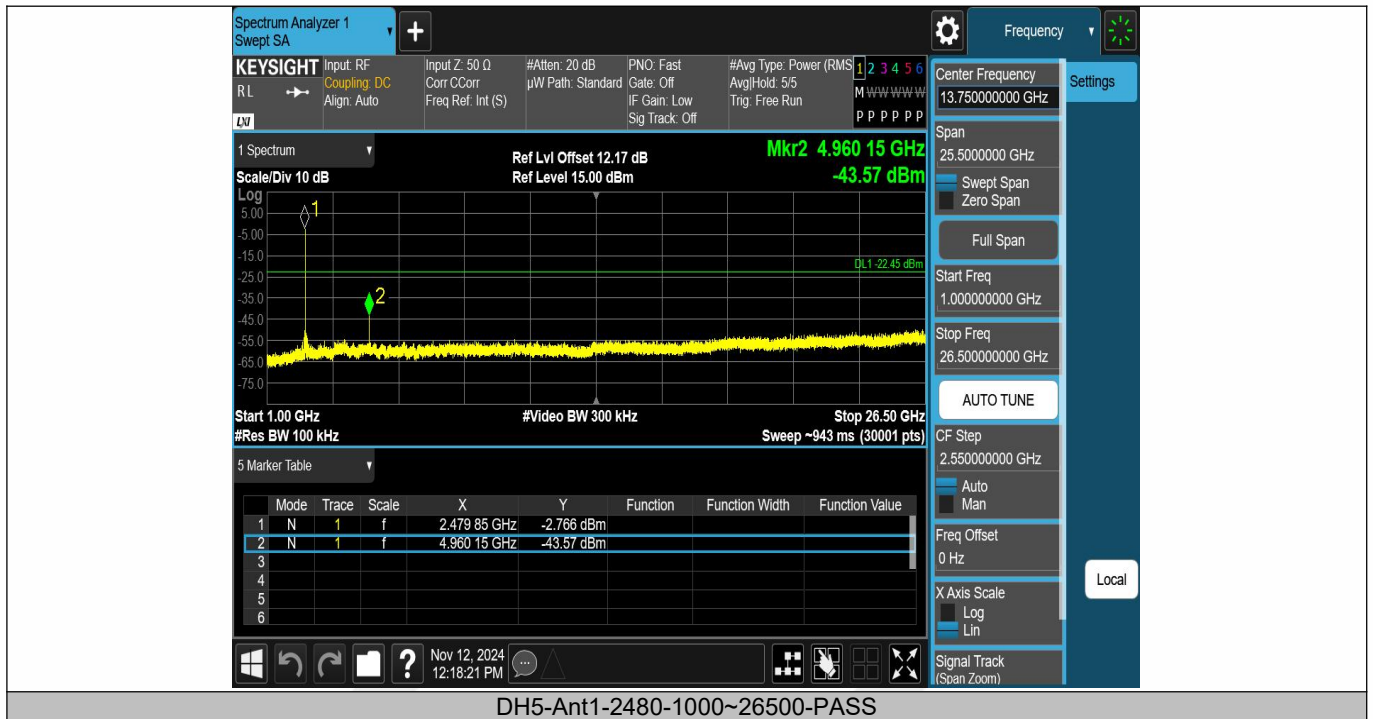 Spectrum Analyzer 1
Swept SA
+
Frequency
KEYSIGHT
RL
LXI
Input: RF
Coupling: DC
Align: Auto
Input Z: 50 Ω
Corr CCorr
Freq Ref: Int (S)
#Atten: 20 dB
µW Path: Standard
PNO: Fast
Gate: Off
IF Gain: Low
Sig Track: Off
#Avg Type: Power (RMS
Avg|Hold: 5/5
Trig: Free Run
1 2 3 4 5 6
M W W W W W
P P P P P P
1 Spectrum
Scale/Div 10 dB
Ref Lvl Offset 12.17 dB
Ref Level 15.00 dBm
Mkr2 4.960 15 GHz
-43.57 dBm
Log
5.00
-5.00
-15.0
-25.0
-35.0
-45.0
-55.0
-65.0
-75.0
1
2
DL1 -22.45 dBm
Start 1.00 GHz
#Video BW 300 kHz
Stop 26.50 GHz
#Res BW 100 kHz
Sweep ~943 ms (30001 pts)
5 Marker Table
Mode Trace Scale X Y Function Function Width Function Value
1 N 1 f 2.479 85 GHz -2.766 dBm
2 N 1 f 4.960 15 GHz -43.57 dBm
3
4
5
6
?
Nov 12, 2024
12:18:21 PM
Center Frequency
13.750000000 GHz
Settings
Span
25.5000000 GHz
Swept Span
Zero Span
Full Span
Start Freq
1.000000000 GHz
Stop Freq
26.500000000 GHz
AUTO TUNE
CF Step
2.550000000 GHz
Auto
Man
Freq Offset
0 Hz
Local
X Axis Scale
Log
Lin
Signal Track
(Span Zoom)
DH5-Ant1-2480-1000~26500-PASS